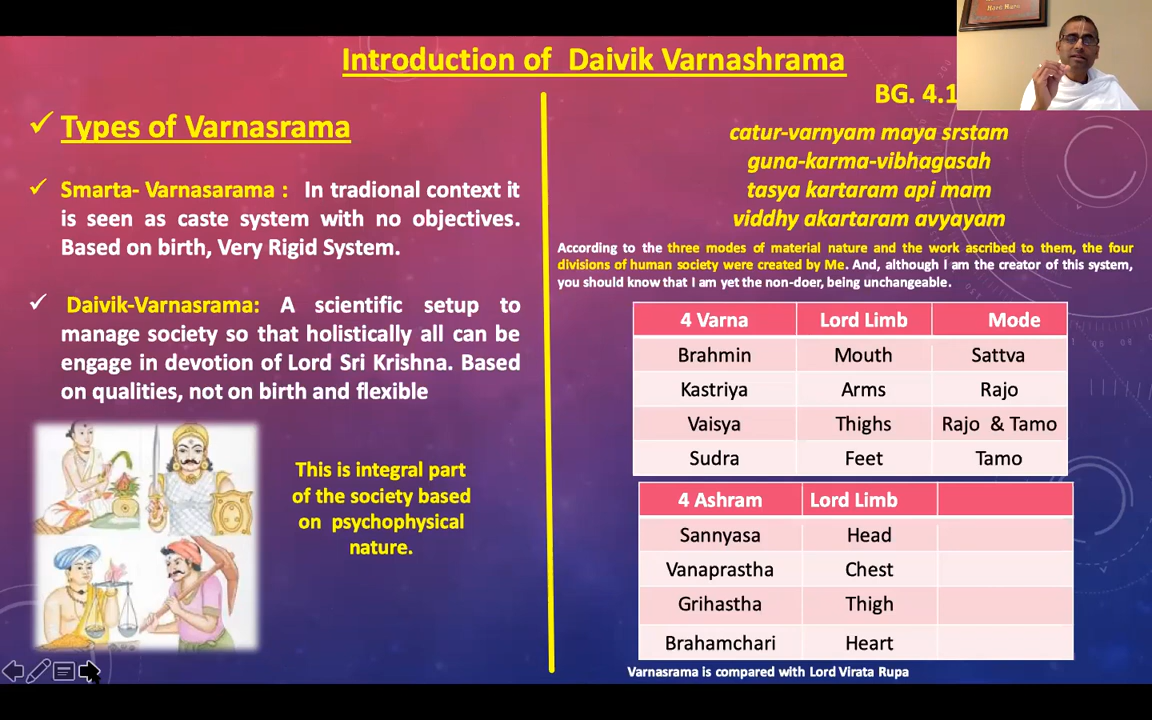 Introduction of Daivik Varnashrama
Types of Varnasrama
Smarta- Varnasarama : In tradional context it
is seen as caste system with no objectives.
Based on birth, Very Rigid System.
Daivik-Varnasrama: A scientific setup to
manage society so that holistically all can be
engage in devotion of Lord Sri Krishna. Based
on qualities, not on birth and flexible
This is integral part
of the society based
on psychophysical
nature.
BG. 4.1
catur-varnyam maya srstam
guna-karma-vibhagasah
tasya kartaram api mam
viddhy akartaram avyayam
According to the three modes of material nature and the work ascribed to them, the four
divisions of human society were created by Me. And, although I am the creator of this system,
you should know that I am yet the non-doer, being unchangeable.
4 Varna Lord Limb Mode
Brahmin Mouth Sattva
Kastriya Arms Rajo
Vaisya Thighs Rajo & Tamo
Sudra Feet Tamo
4 Ashram Lord Limb
Sannyasa Head
Vanaprastha Chest
Grihastha Thigh
Brahamchari Heart
Varnasrama is compared with Lord Virata Rupa